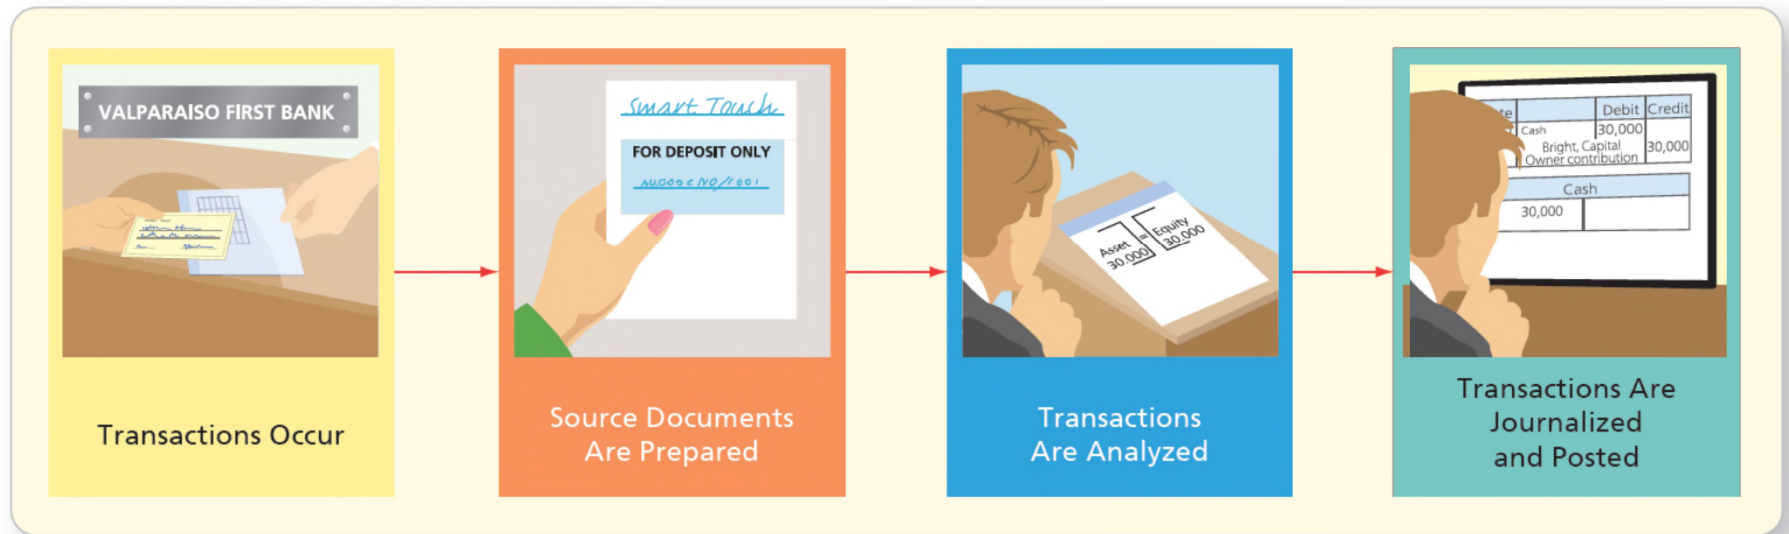 VALPARAISO FIRST BANK
Transactions Occur
Smart Touch
FOR DEPOSIT ONLY
Source Documents
Are Prepared
Asset = Equity
30.000 30.000
Transactions
Are Analyzed
Debit Credit
Cash 30,000
Bright, Capital 30,000
Owner contribution
Cash
30,000
Transactions Are
Journalized
and Posted